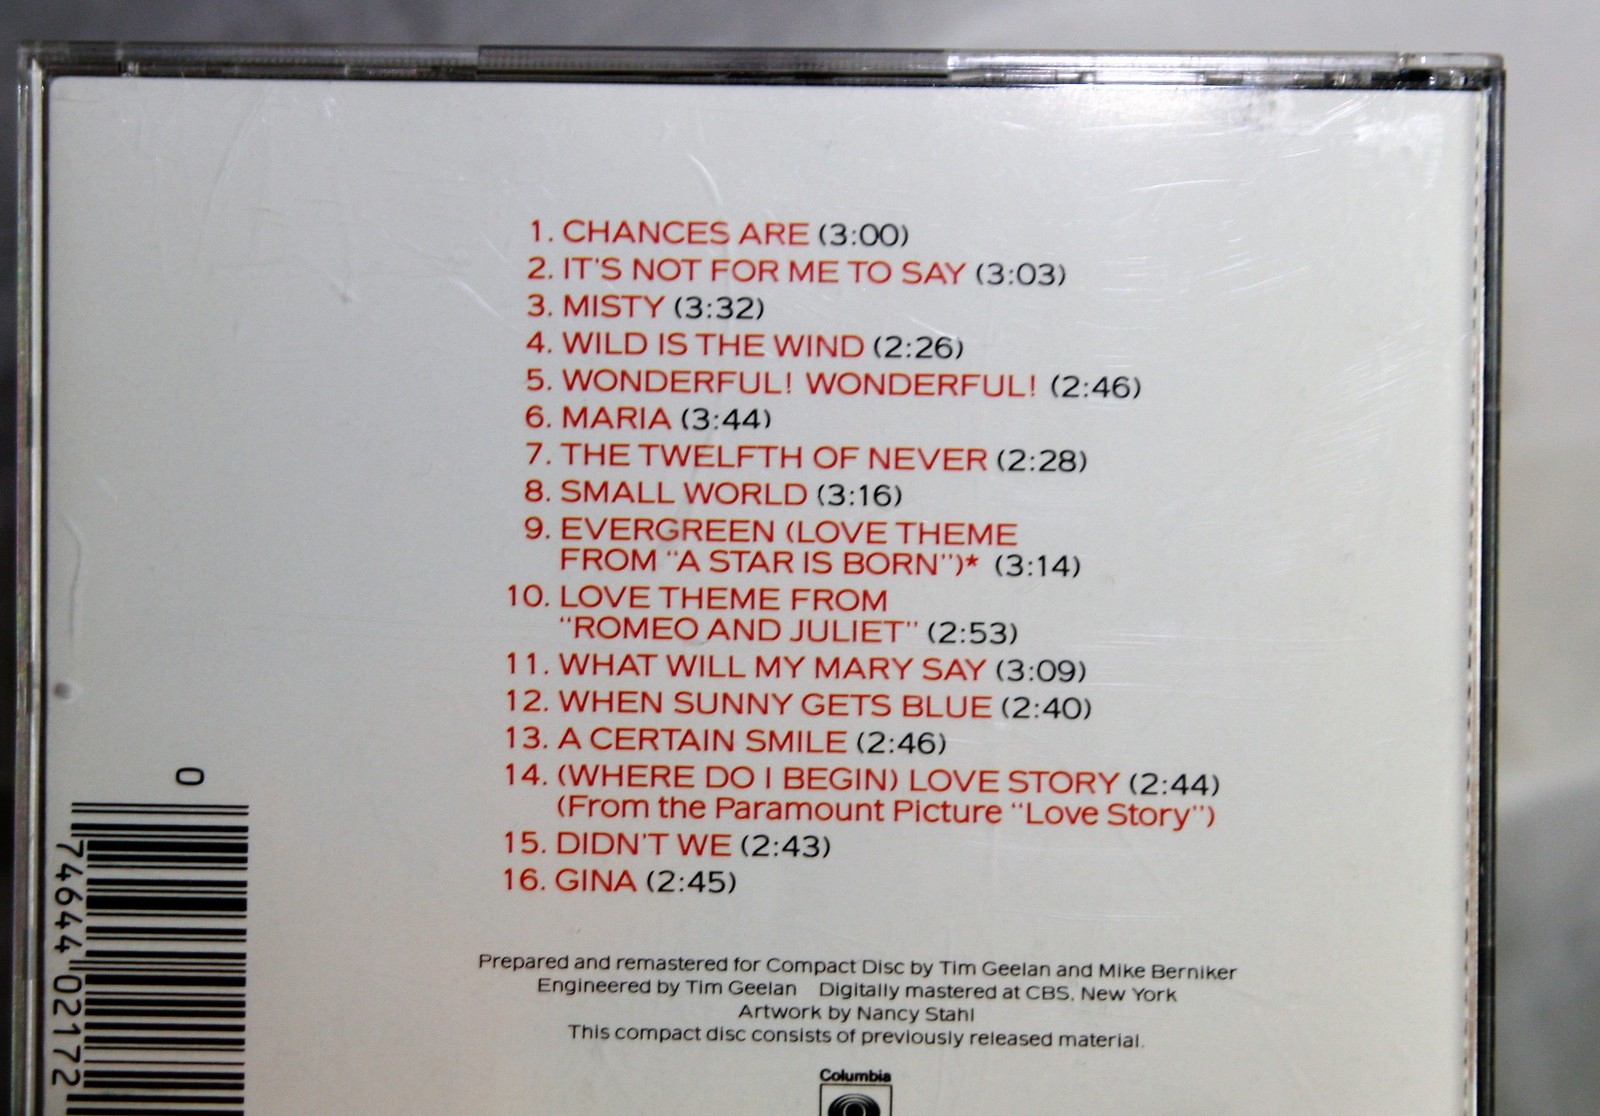 1. CHANCES ARE (3:00)
2. IT'S NOT FOR ME TO SAY (3:03)
3. MISTY (3:32)
4. WILD IS THE WIND (2:26)
5. WONDERFUL! WONDERFUL! (2:46)
6. MARIA (3:44)
7. THE TWELFTH OF NEVER (2:28)
8. SMALL WORLD (3:16)
9. EVERGREEN (LOVE THEME
FROM "A STAR IS BORN")* (3:14)
10. LOVE THEME FROM
"ROMEO AND JULIET" (2:53)
11. WHAT WILL MY MARY SAY (3:09)
12. WHEN SUNNY GETS BLUE (2:40)
13. A CERTAIN SMILE (2:46)
14. (WHERE DO I BEGIN) LOVE STORY (2:44)
(From the Paramount Picture "Love Story")
15. DIDN'T WE (2:43)
16. GINA (2:45)
Prepared and remastered for Compact Disc by Tim Geelan and Mike Berniker
Engineered by Tim Geelan Digitally mastered at CBS, New York
Artwork by Nancy Stahl
This compact disc consists of previously released material.
Columbia
0 74644 02172